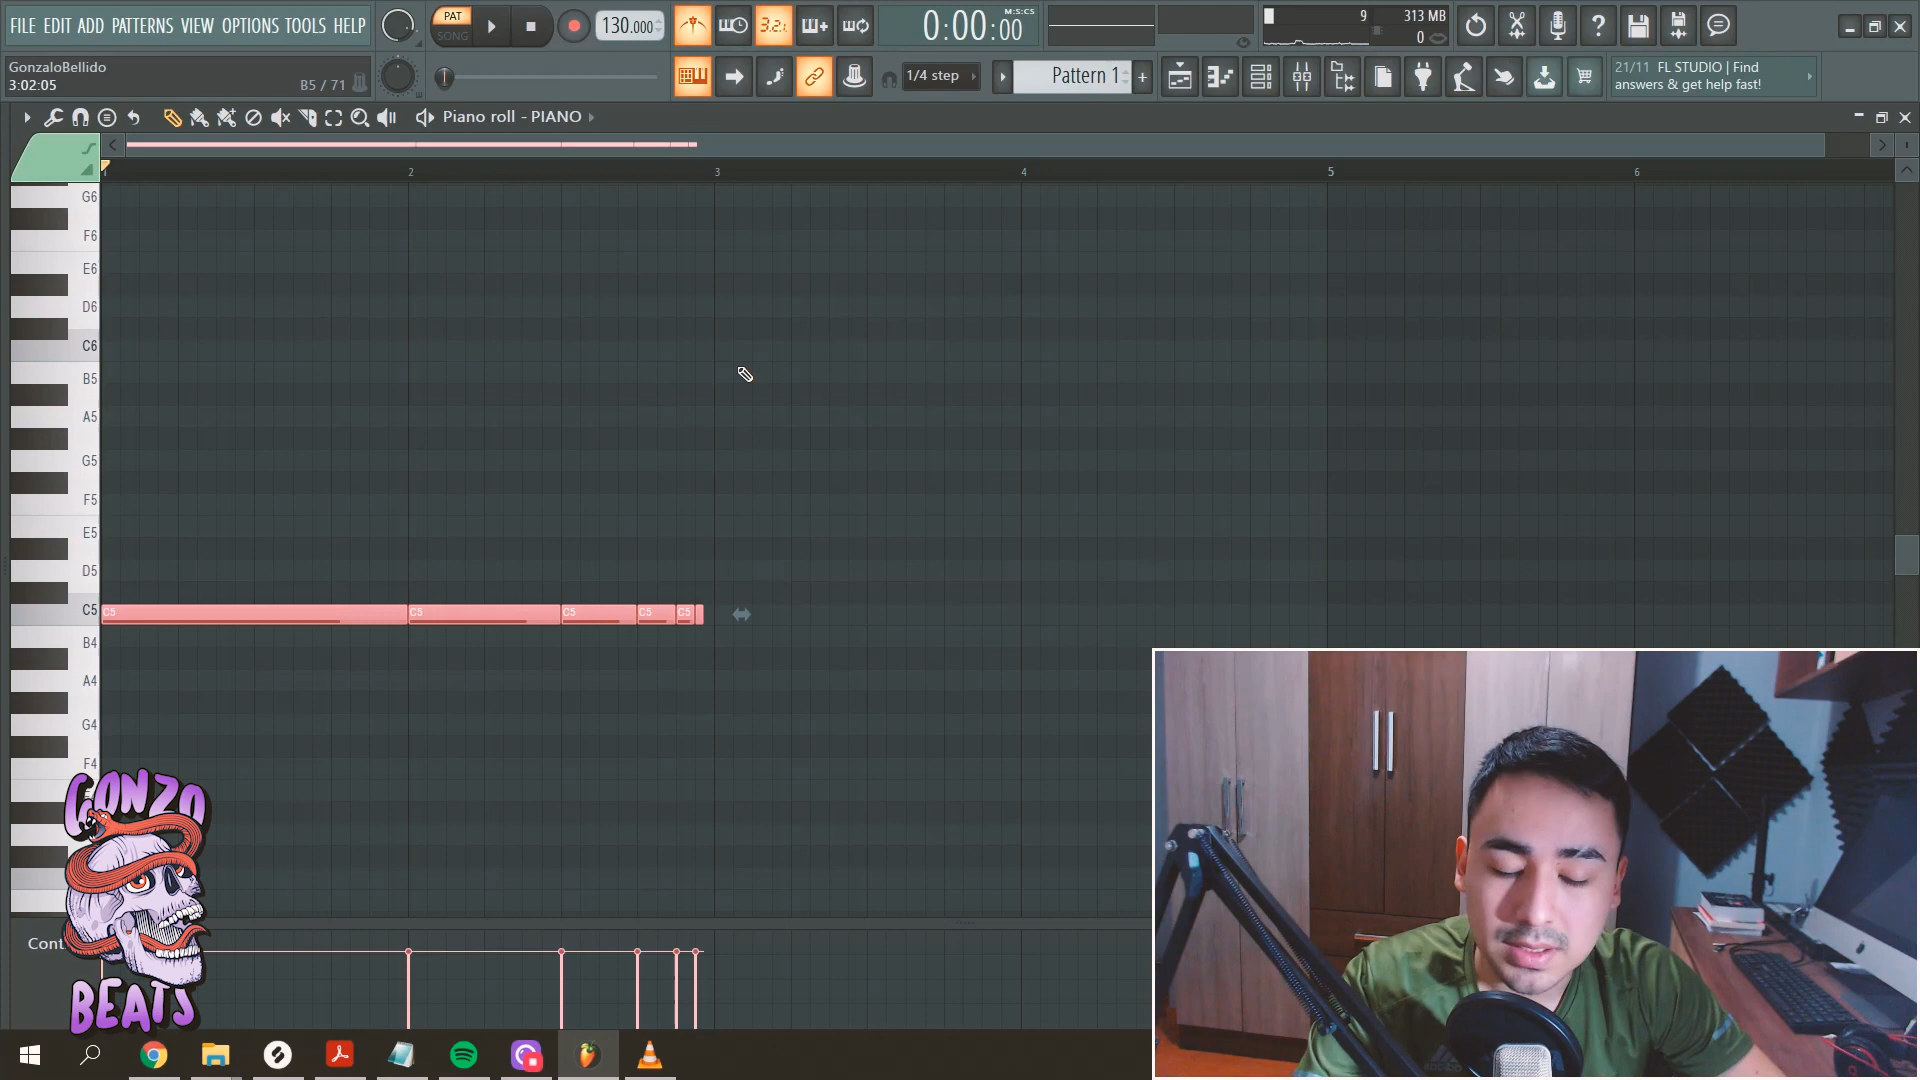 FILE EDIT ADD PATTERNS VIEW OPTIONS TOOLS HELP
PAT
SONG
130.000
3.2.
0:00:00
M:S:CS
9
313 MB
0
GonzaloBellido
3:02:05
B5 / 71
1/4 step
Pattern 1
21/11 FL STUDIO | Find
answers & get help fast!
Piano roll - PIANO
1
2
3
4
5
6
G6
F6
E6
D6
C6
B5
A5
G5
F5
E5
D5
C5
C5
C5
C5
C5
C5
B4
A4
G4
F4
Cont
GONZO
BEATS